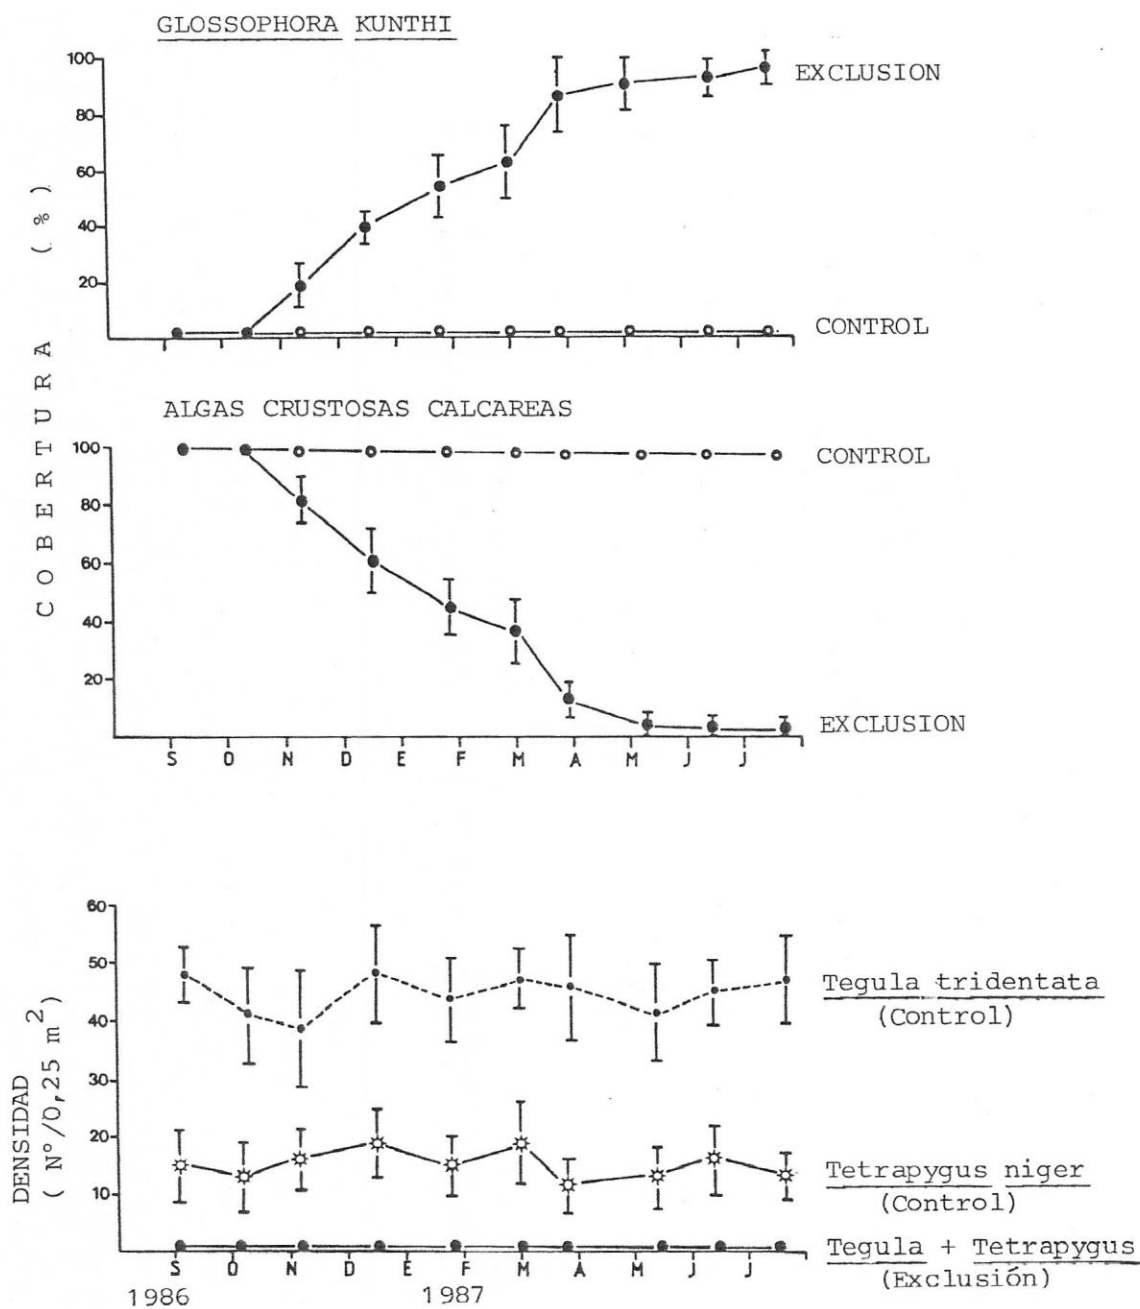 GLOSSOPHORA KUNTHI
100
80
60
40
20
EXCLUSION
CONTROL
COBERTURA (%)
ALGAS CRUSTOSAS CALCAREAS
100
80
60
40
20
CONTROL
EXCLUSION
S O N D E F M A M J J
60
50
40
30
20
10
DENSIDAD
( N°/0,25 m²)
Tegula tridentata
(Control)
Tetrapygus niger
(Control)
Tegula + Tetrapygus
(Exclusión)
S O N D E F M A M J J
1986 1987